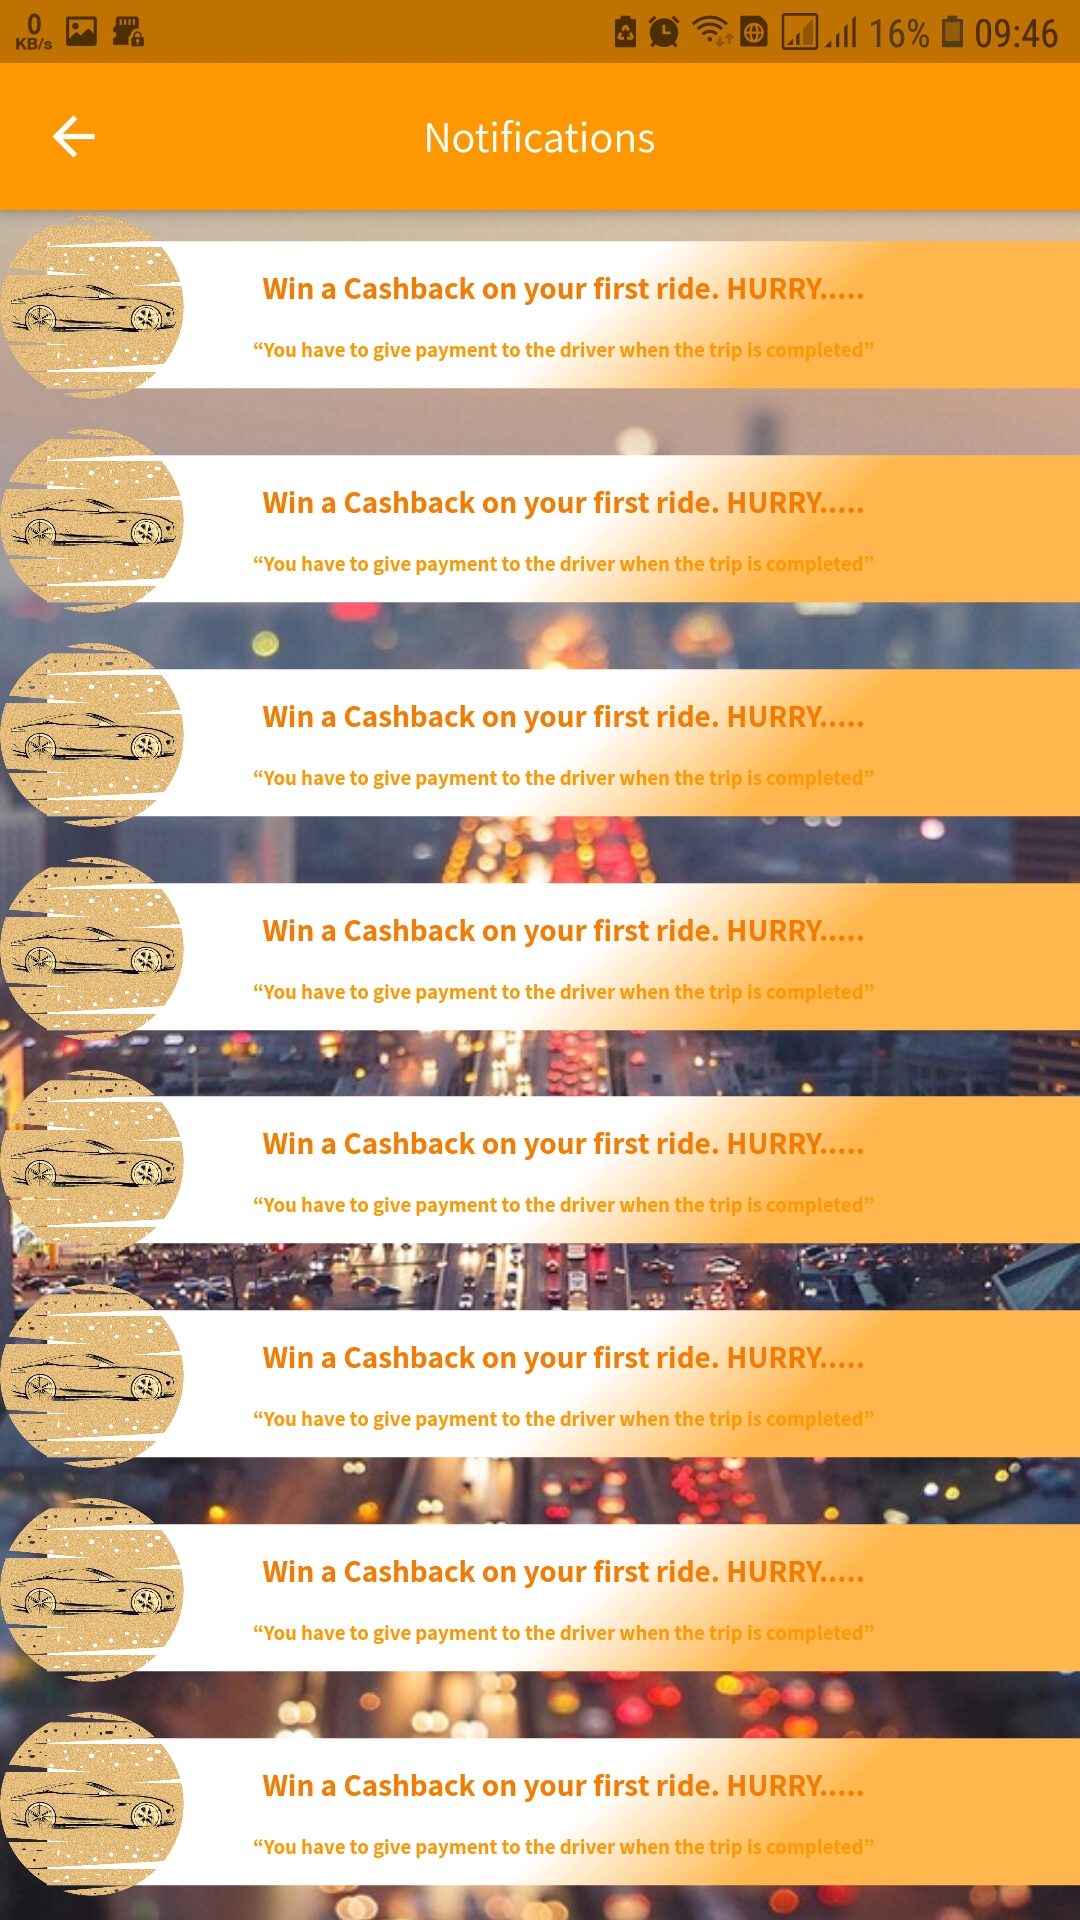 0
KB/s
16% 09:46
Notifications
Win a Cashback on your first ride. HURRY.....
“You have to give payment to the driver when the trip is completed”
Win a Cashback on your first ride. HURRY.....
“You have to give payment to the driver when the trip is completed”
Win a Cashback on your first ride. HURRY.....
“You have to give payment to the driver when the trip is completed”
Win a Cashback on your first ride. HURRY.....
“You have to give payment to the driver when the trip is completed”
Win a Cashback on your first ride. HURRY.....
“You have to give payment to the driver when the trip is completed”
Win a Cashback on your first ride. HURRY.....
“You have to give payment to the driver when the trip is completed”
Win a Cashback on your first ride. HURRY.....
“You have to give payment to the driver when the trip is completed”
Win a Cashback on your first ride. HURRY.....
“You have to give payment to the driver when the trip is completed”